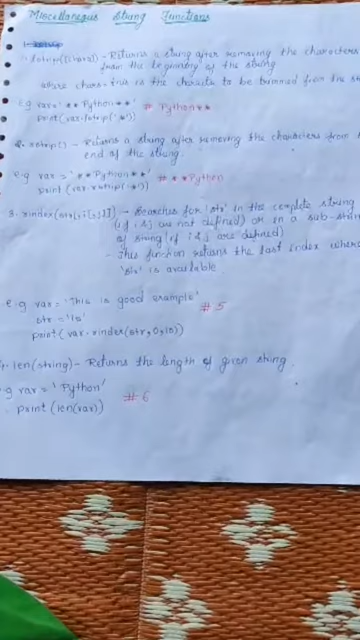 Miscellaneous String Functions
1. lstrip([chars]) - Returns a string after removing the characters
from the beginning of the string
where chars - this is the character to be trimmed from the
e.g var = '**Python**' # Python**
print(var.lstrip('*'))
2. rstrip() - Returns a string after removing the characters from
end of the string.
e.g var = '**Python**' # **Python
print(var.rstrip('*'))
3. rindex(str[,i[,j]]) - Searches for 'str' in the complete string
(if i & j are not defined) or in a sub-string
of string (if i & j are defined)
- This function returns the last index where
'str' is available.
e.g var = 'This is good example' # 5
str = 'is'
print(var.rindex(str,0,10))
len(string) - Returns the length of given string.
g var = 'Python' # 6
print(len(var))